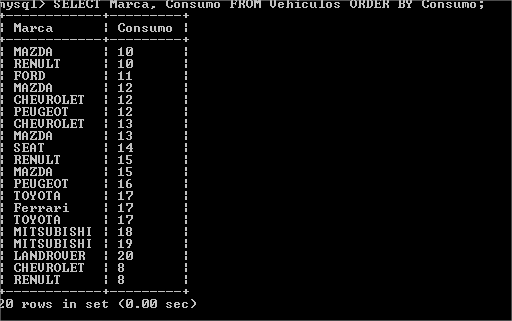 mysql> SELECT Marca, Consumo FROM Vehiculos ORDER BY Consumo;
+------------+---------+
| Marca | Consumo |
+------------+---------+
| MAZDA | 10 |
| RENULT | 10 |
| FORD | 11 |
| MAZDA | 12 |
| CHEVROLET | 12 |
| PEUGEOT | 12 |
| CHEVROLET | 13 |
| MAZDA | 13 |
| SEAT | 14 |
| RENULT | 15 |
| MAZDA | 15 |
| PEUGEOT | 16 |
| TOYOTA | 17 |
| Ferrari | 17 |
| TOYOTA | 17 |
| MITSUBISHI | 18 |
| MITSUBISHI | 19 |
| LANDROVER | 20 |
| CHEVROLET | 8 |
| RENULT | 8 |
+------------+---------+
20 rows in set (0.00 sec)